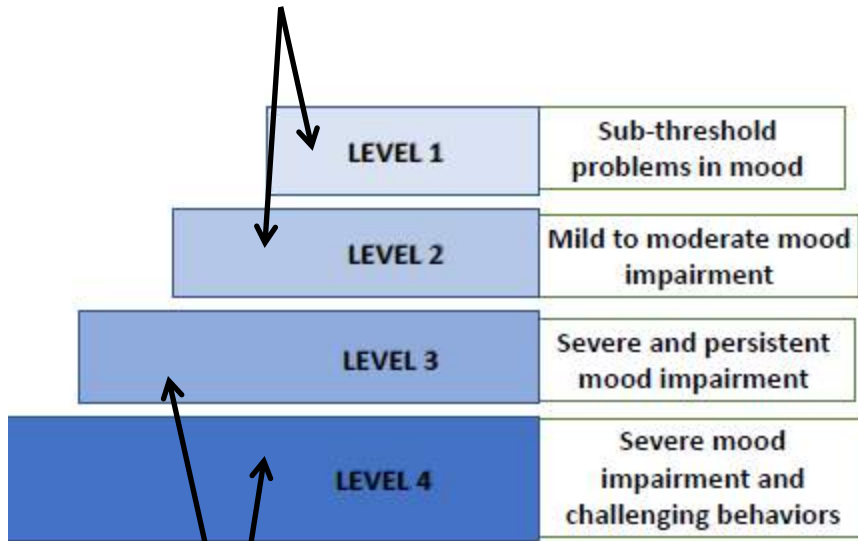 LEVEL 1
Sub-threshold
problems in mood
LEVEL 2
Mild to moderate mood
impairment
LEVEL 3
Severe and persistent
mood impairment
LEVEL 4
Severe mood
impairment and
challenging behaviors